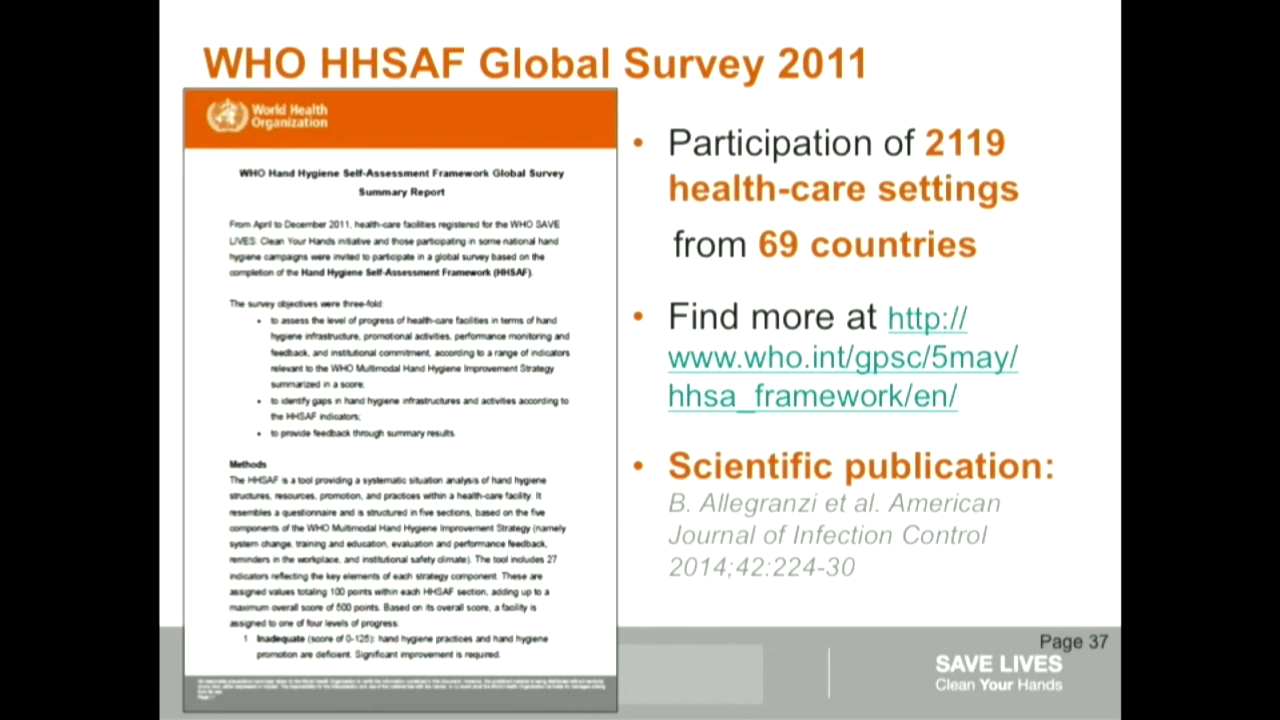 WHO HHSAF Global Survey 2011
World Health
Organization
WHO Hand Hygiene Self-Assessment Framework Global Survey
Summary Report
From April to December 2011, health-care facilities registered for the WHO SAVE
LIVES: Clean Your Hands initiative and those participating in some national hand
hygiene campaigns were invited to participate in a global survey based on the
completion of the Hand Hygiene Self-Assessment Framework (HHSAF).
The survey objectives were three-fold:
• to assess the level of progress of health-care facilities in terms of hand
hygiene infrastructure, promotional activities, performance monitoring and
feedback, and institutional commitment, according to a range of indicators
relevant to the WHO Multimodal Hand Hygiene Improvement Strategy
summarized in a score;
• to identify gaps in hand hygiene infrastructures and activities according to
the HHSAF indicators;
• to provide feedback through summary results.
Methods
The HHSAF is a tool providing a systematic situation analysis of hand hygiene
structures, resources, promotion, and practices within a health-care facility. It
resembles a questionnaire and is structured in five sections, based on the five
components of the WHO Multimodal Hand Hygiene Improvement Strategy (namely
system change, training and education, evaluation and performance feedback,
reminders in the workplace, and institutional safety climate). The tool includes 27
indicators reflecting the key elements of each strategy component. These are
assigned values totaling 100 points within each HHSAF section, adding up to a
maximum overall score of 500 points. Based on its overall score, a facility is
assigned to one of four levels of progress:
1 Inadequate (score of 0-125): hand hygiene practices and hand hygiene
promotion are deficient. Significant improvement is required.
• Participation of 2119
health-care settings
from 69 countries
• Find more at http://
www.who.int/gpsc/5may/
hhsa_framework/en/
• Scientific publication:
B. Allegranzi et al. American
Journal of Infection Control
2014;42:224-30
Page 37
SAVE LIVES
Clean Your Hands